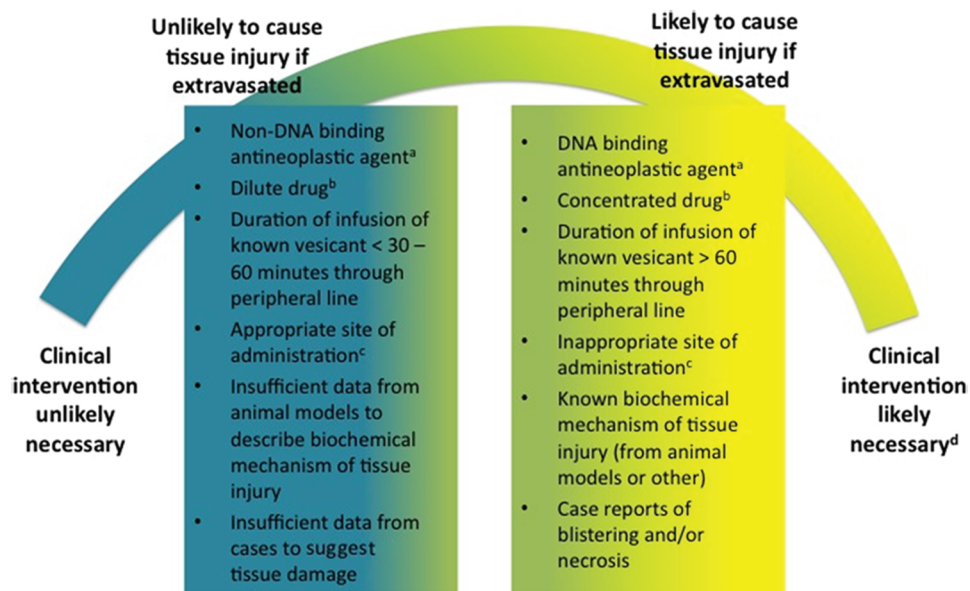 Unlikely to cause
tissue injury if
extravasated
Likely to cause
tissue injury if
extravasated
• Non-DNA binding
antineoplastic agentᵃ
• Dilute drugᵇ
• Duration of infusion of
known vesicant < 30 –
60 minutes through
peripheral line
• Appropriate site of
administrationᶜ
• Insufficient data from
animal models to
describe biochemical
mechanism of tissue
injury
• Insufficient data from
cases to suggest
tissue damage
• DNA binding
antineoplastic agentᵃ
• Concentrated drugᵇ
• Duration of infusion of
known vesicant > 60
minutes through
peripheral line
• Inappropriate site of
administrationᶜ
• Known biochemical
mechanism of tissue
injury (from animal
models or other)
• Case reports of
blistering and/or
necrosis
Clinical
intervention
unlikely
necessary
Clinical
intervention
likely
necessaryᵈ